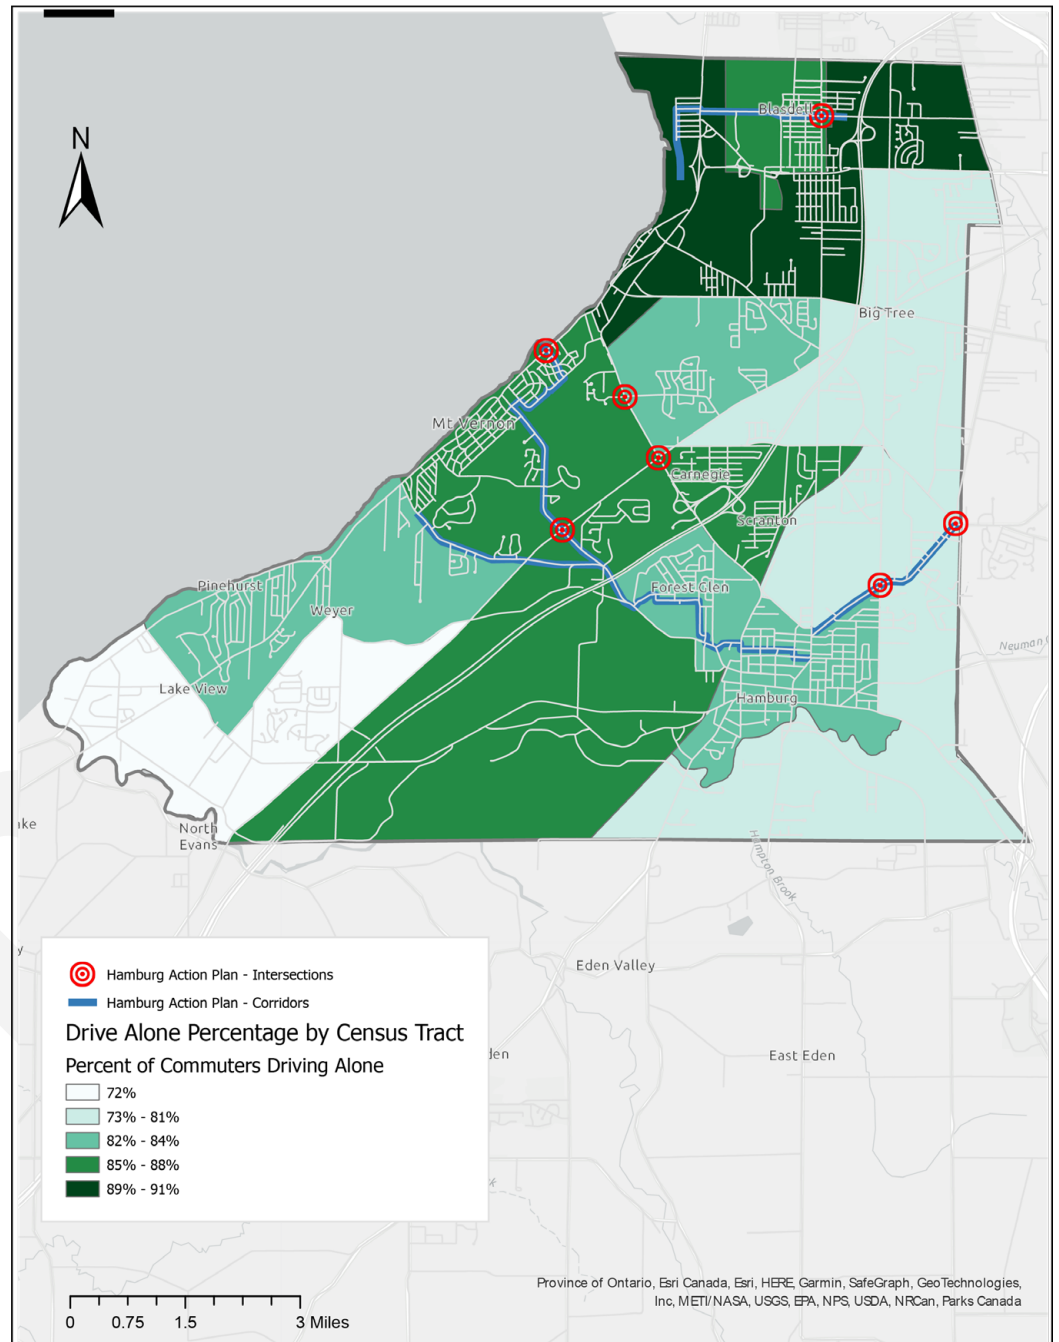 N
Blasdell
Big Tree
Mt Vernon
Carnegie
Scranton
Pinehurst
Forest Glen
Weyer
Neuman
Lake View
Hamburg
North
Evans
ake
Hampton Brook
y
Eden Valley
Hamburg Action Plan - Intersections
Hamburg Action Plan - Corridors
Drive Alone Percentage by Census Tract
den
East Eden
Percent of Commuters Driving Alone
72%
73% - 81%
82% - 84%
85% - 88%
89% - 91%
k
Province of Ontario, Esri Canada, Esri, HERE, Garmin, SafeGraph, GeoTechnologies,
Inc, METI/NASA, USGS, EPA, NPS, USDA, NRCan, Parks Canada
0 0.75 1.5 3 Miles